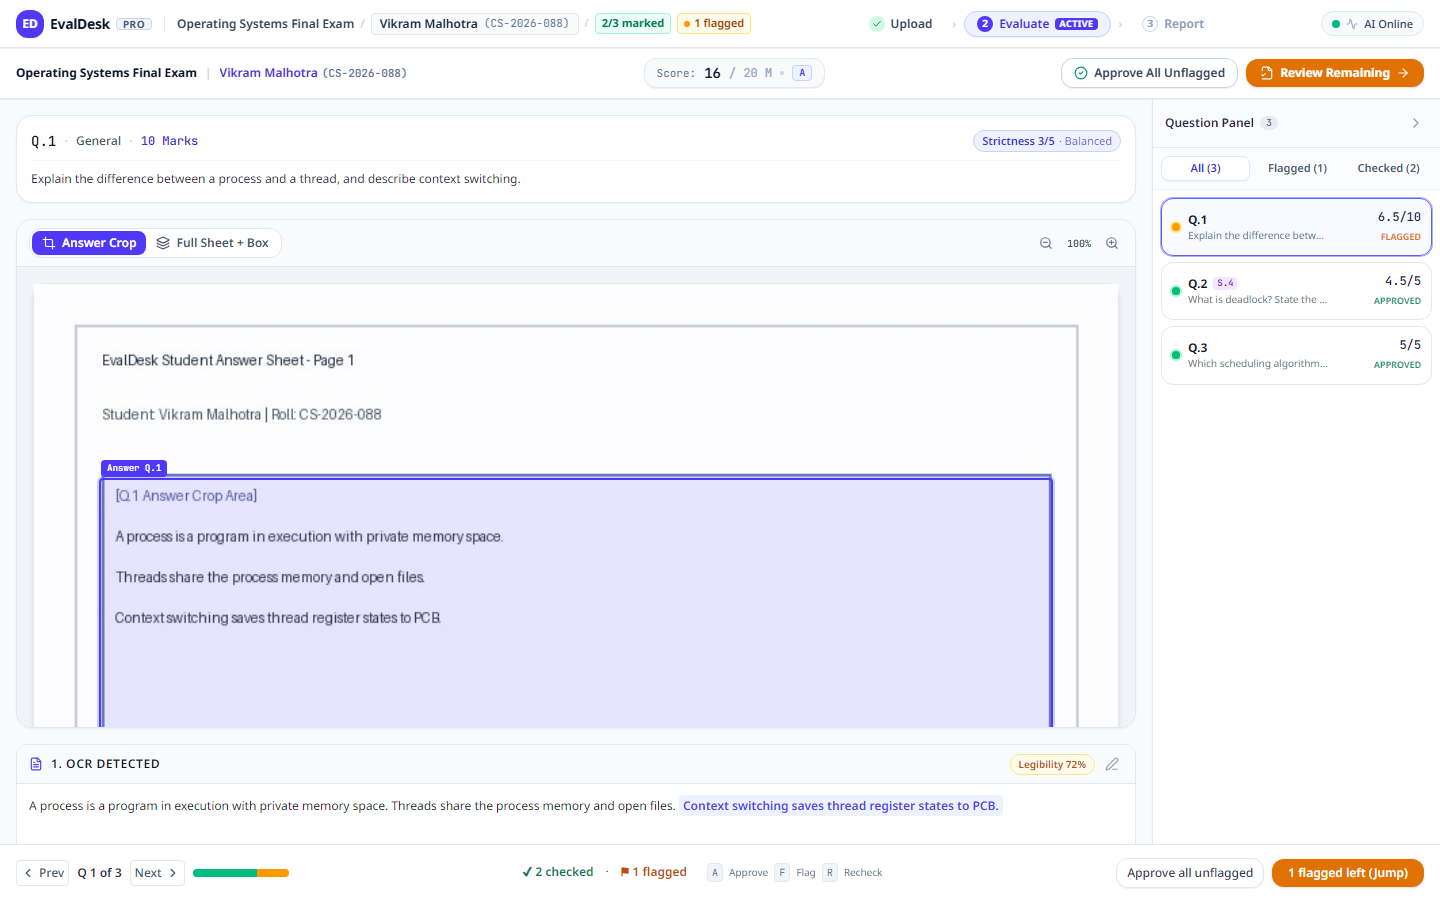 ED EvalDesk PRO Operating Systems Final Exam / Vikram Malhotra (CS-2026-088) / 2/3 marked 1 flagged Upload 2 Evaluate ACTIVE 3 Report AI Online
Operating Systems Final Exam | Vikram Malhotra (CS-2026-088) Score: 16 / 20 M • A Approve All Unflagged Review Remaining →
Q.1 · General · 10 Marks Strictness 3/5 · Balanced
Explain the difference between a process and a thread, and describe context switching.
Answer Crop Full Sheet + Box 100%
EvalDesk Student Answer Sheet - Page 1
Student: Vikram Malhotra | Roll: CS-2026-088
Answer Q.1
[Q.1 Answer Crop Area]
A process is a program in execution with private memory space.
Threads share the process memory and open files.
Context switching saves thread register states to PCB.
1. OCR DETECTED Legibility 72%
A process is a program in execution with private memory space. Threads share the process memory and open files. Context switching saves thread register states to PCB.
Question Panel 3
All (3) Flagged (1) Checked (2)
Q.1 6.5/10
Explain the difference betw... FLAGGED
Q.2 S.4 4.5/5
What is deadlock? State the ... APPROVED
Q.3 5/5
Which scheduling algorithm... APPROVED
Prev Q 1 of 3 Next ✓ 2 checked · 1 flagged A Approve F Flag R Recheck Approve all unflagged 1 flagged left (Jump)